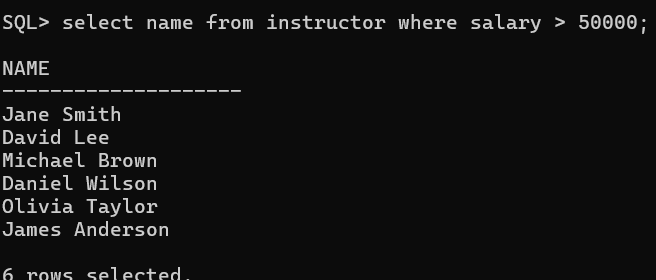 SQL> select name from instructor where salary > 50000;
NAME
--------------------
Jane Smith
David Lee
Michael Brown
Daniel Wilson
Olivia Taylor
James Anderson
6 rows selected.